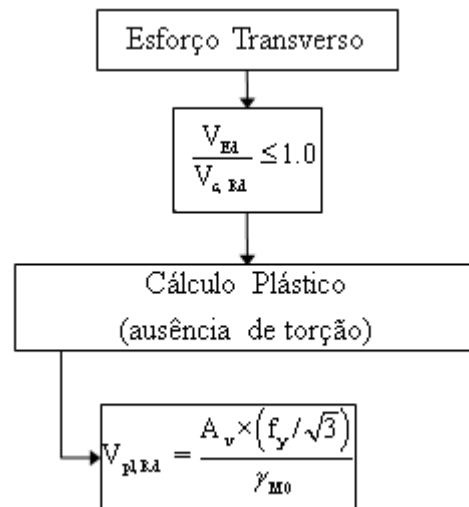 Esforço Transverso
V_Ed / V_c, Rd ≤ 1.0
Cálculo Plástico
(ausência de torção)
V_pl,Rd = A_v × (f_y / √3) / γ_M0